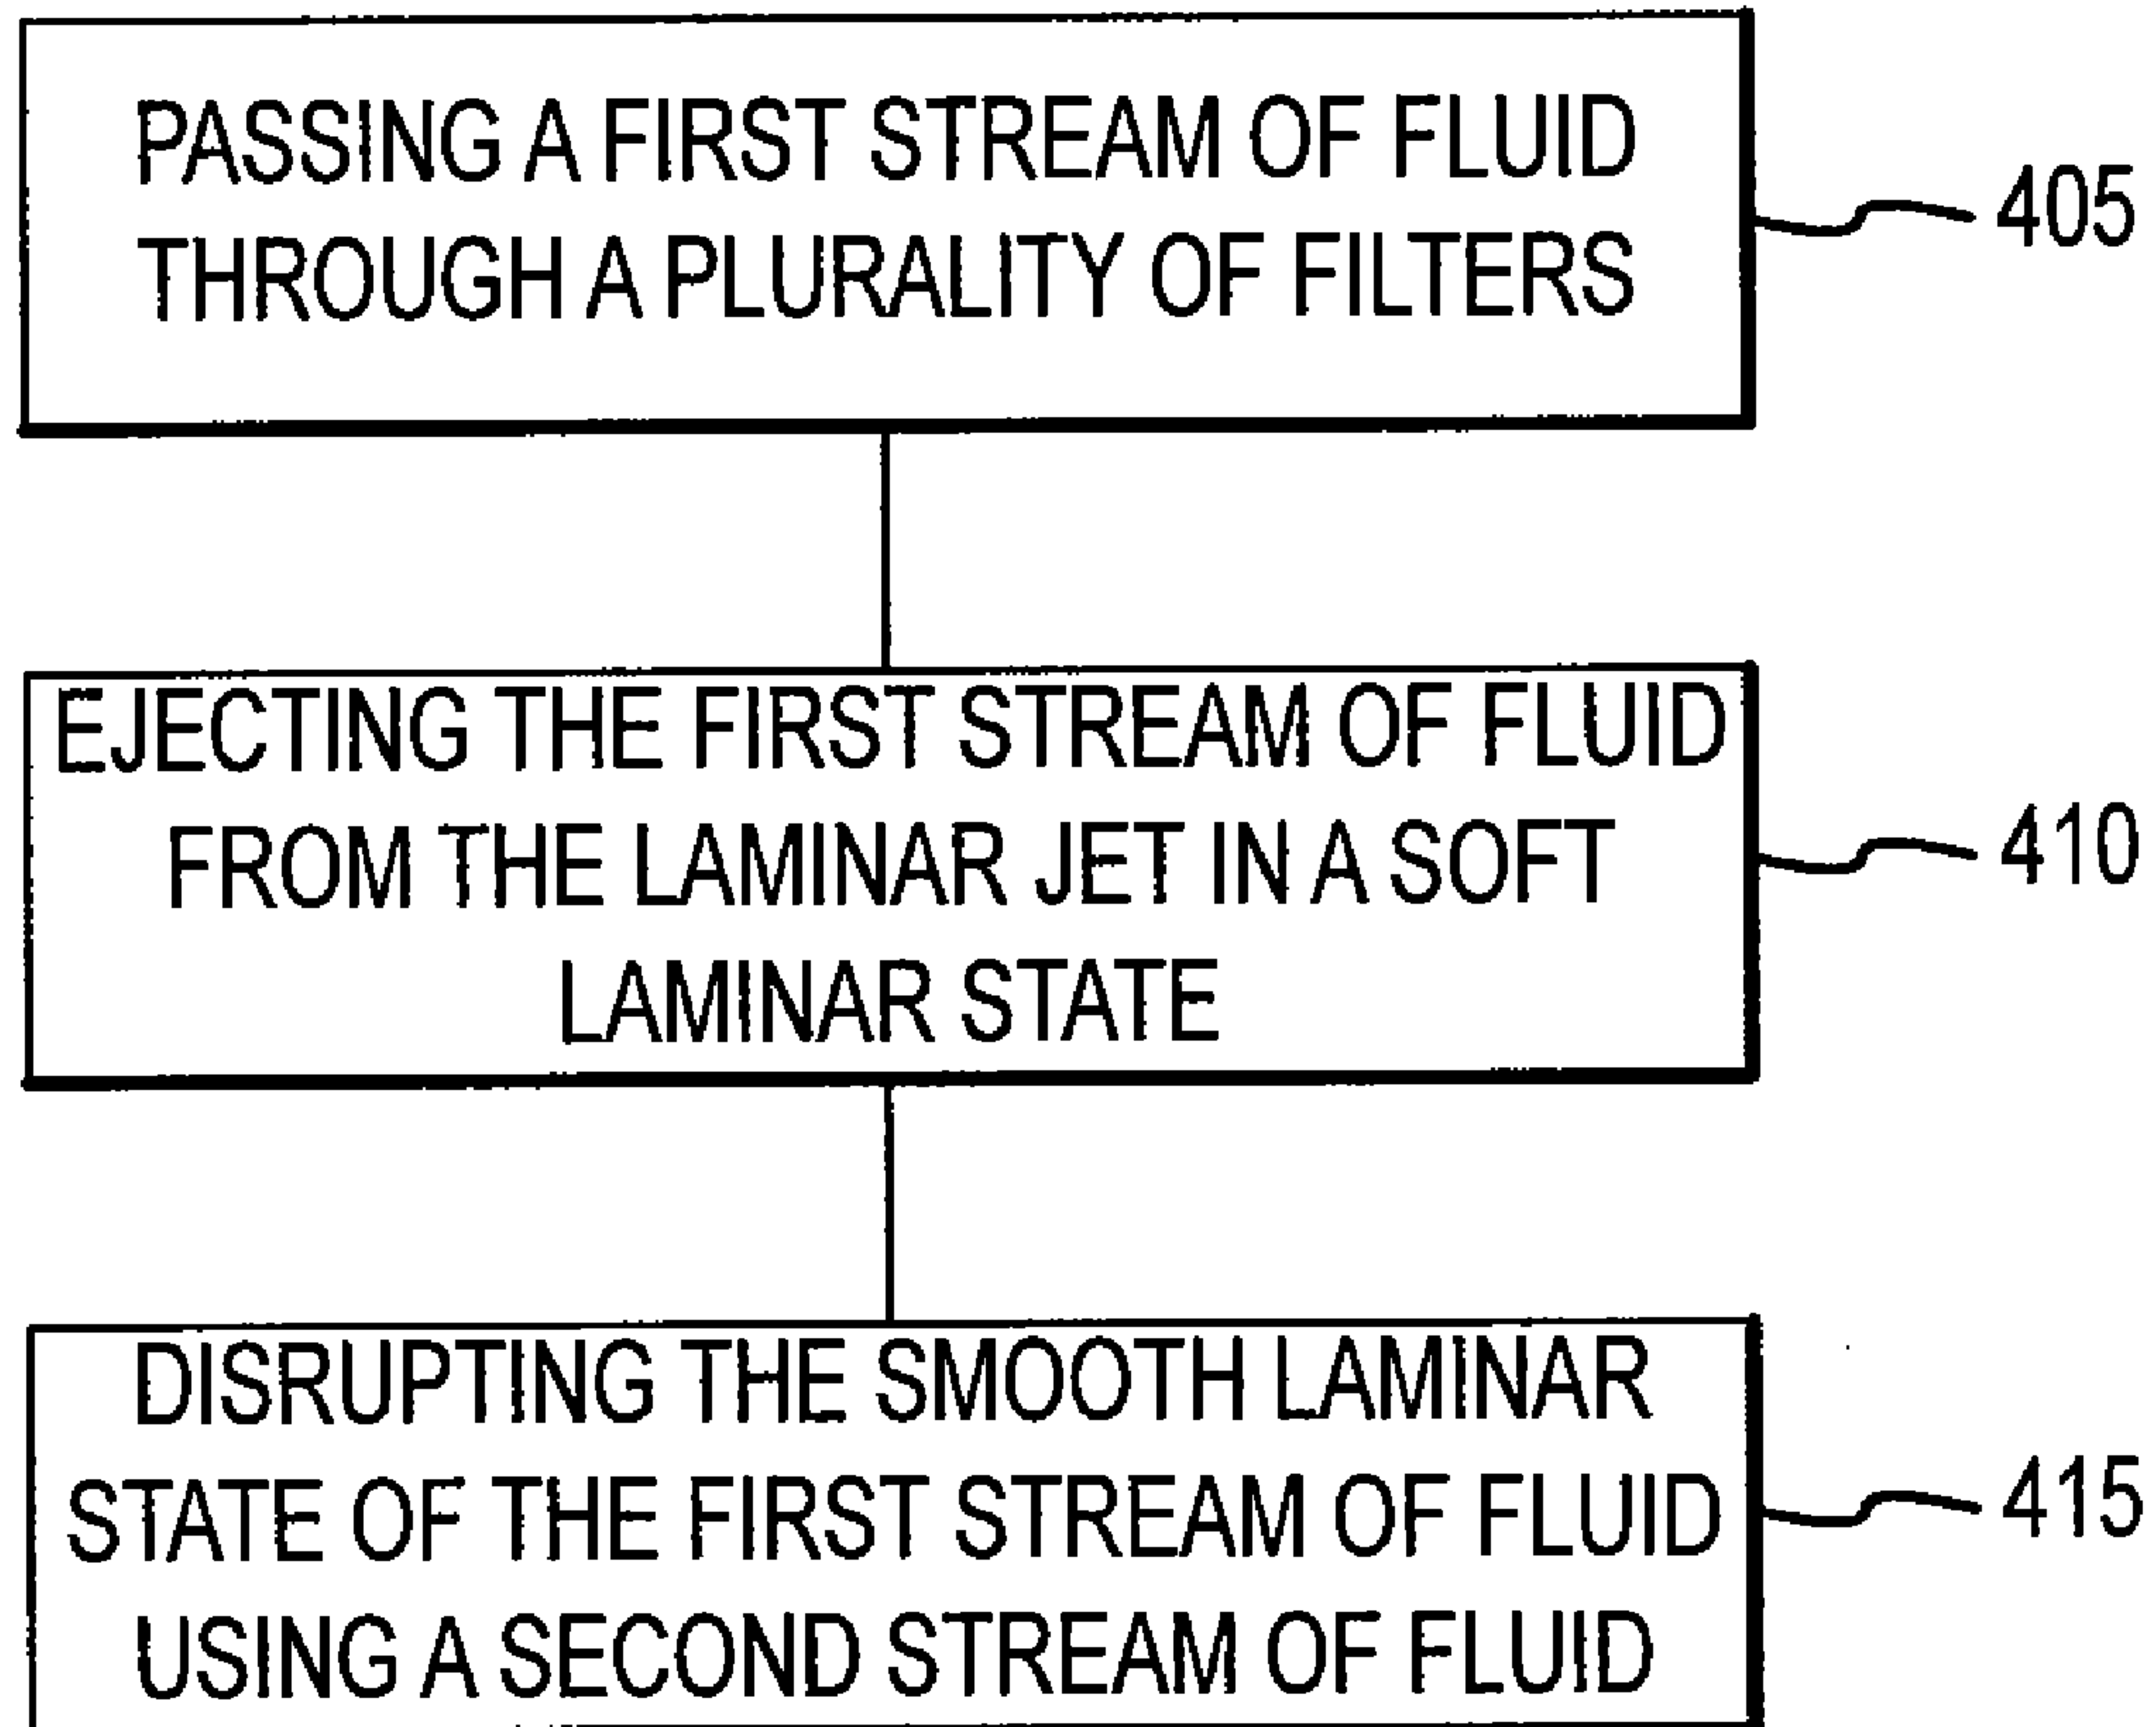 PASSING A FIRST STREAM OF FLUID
THROUGH A PLURALITY OF FILTERS
405
EJECTING THE FIRST STREAM OF FLUID
FROM THE LAMINAR JET IN A SOFT
LAMINAR STATE
410
DISRUPTING THE SMOOTH LAMINAR
STATE OF THE FIRST STREAM OF FLUID
USING A SECOND STREAM OF FLUID
415